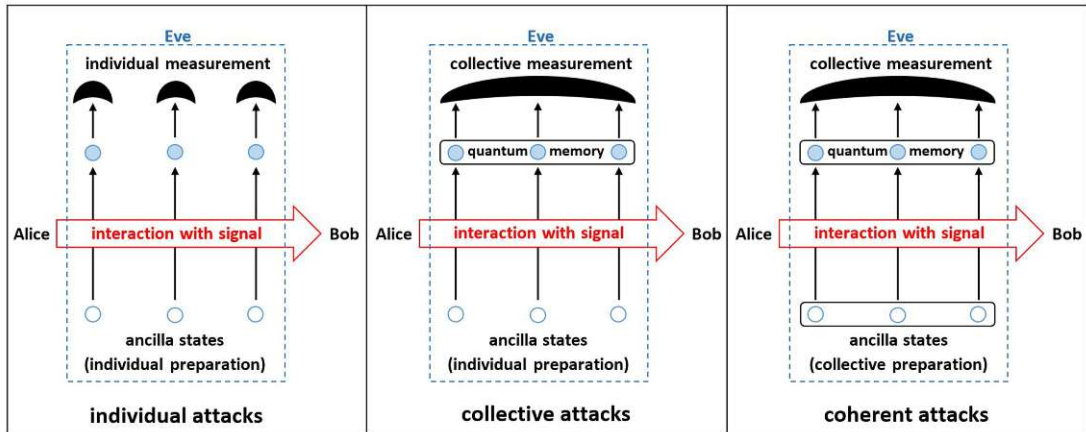 Eve
individual measurement
Alice
interaction with signal
Bob
ancilla states
(individual preparation)
individual attacks
Eve
collective measurement
quantum memory
Alice
interaction with signal
Bob
ancilla states
(individual preparation)
collective attacks
Eve
collective measurement
quantum memory
Alice
interaction with signal
Bob
ancilla states
(collective preparation)
coherent attacks